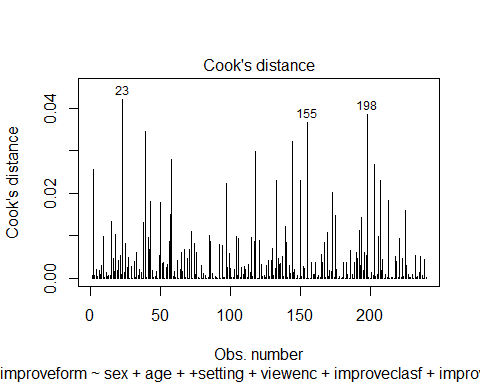 Cook's distance
23
155
198
Cook's distance
0.04
0.02
0.00
0 50 100 150 200
Obs. number
improveform ~ sex + age + +setting + viewenc + improveclasf + improv